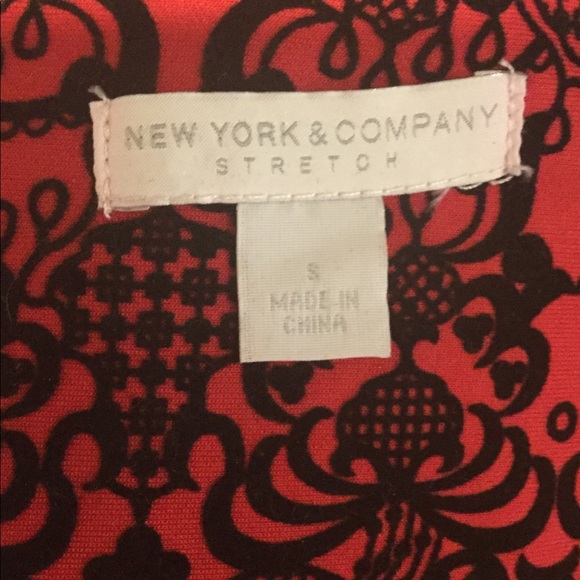 NEW YORK & COMPANY
STRETCH
S
MADE IN
CHINA